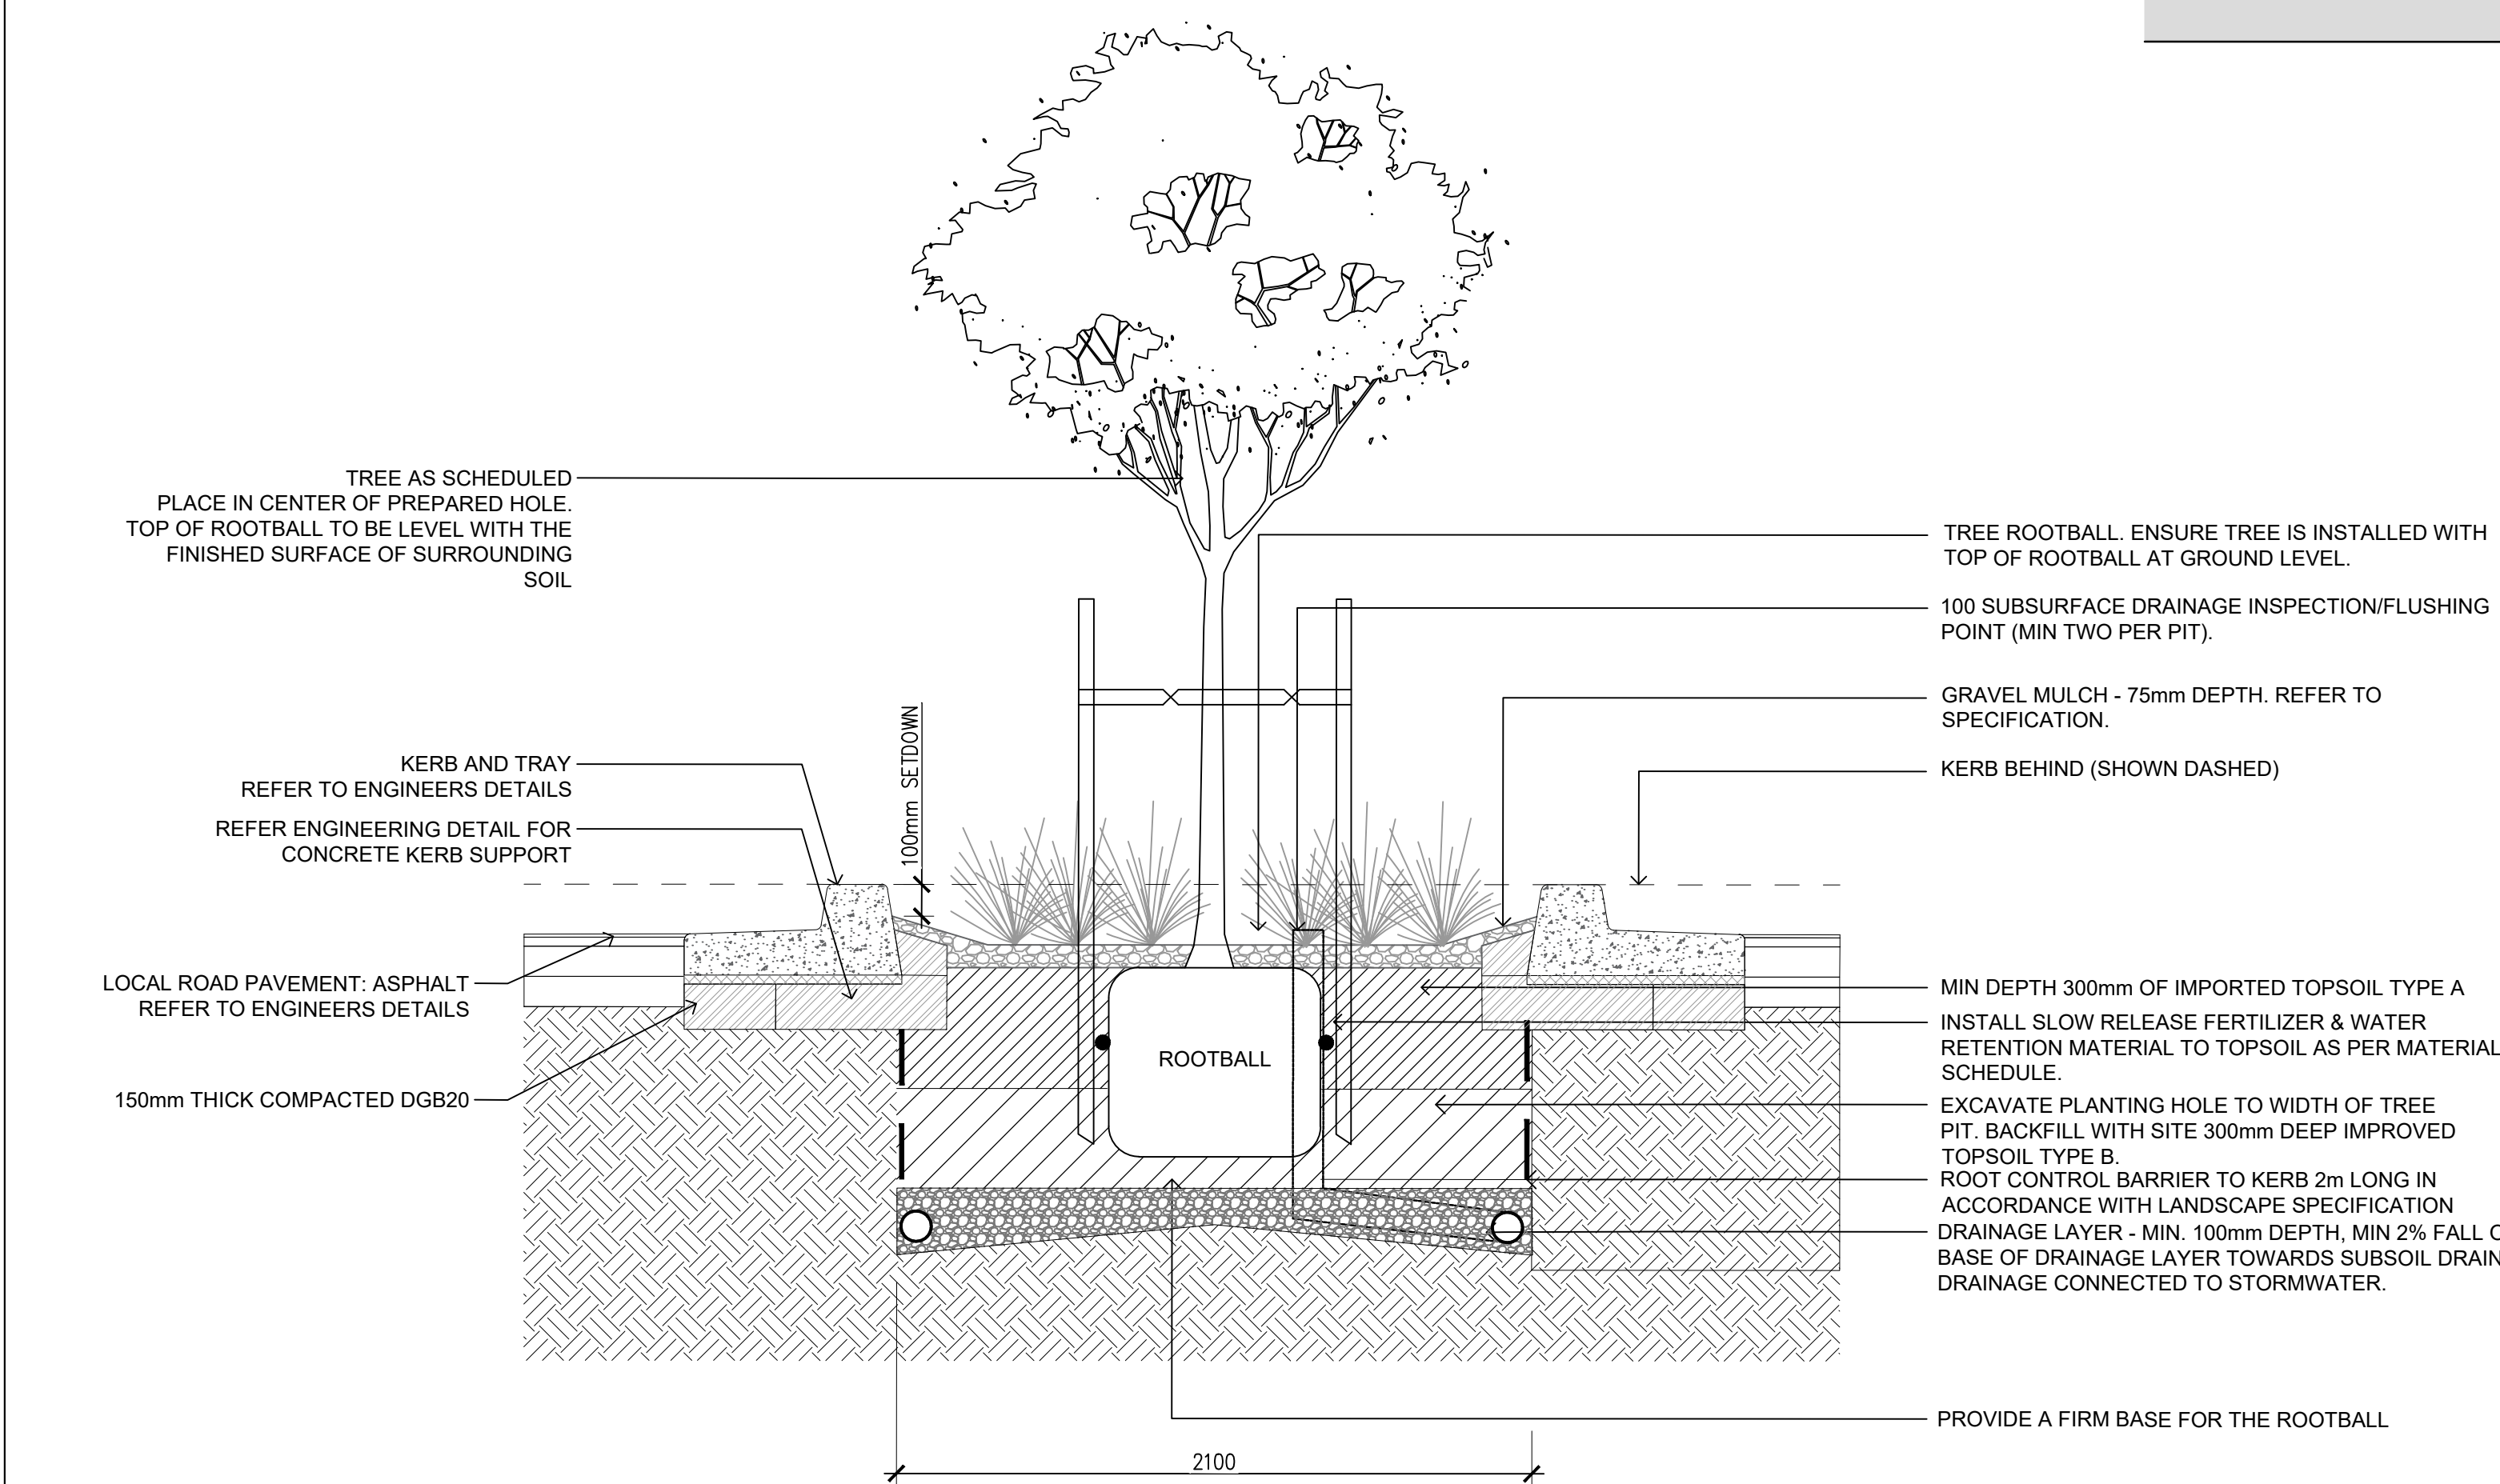 TREE AS SCHEDULED
PLACE IN CENTER OF PREPARED HOLE.
TOP OF ROOTBALL TO BE LEVEL WITH THE
FINISHED SURFACE OF SURROUNDING
SOIL
KERB AND TRAY
REFER TO ENGINEERS DETAILS
REFER ENGINEERING DETAIL FOR
CONCRETE KERB SUPPORT
LOCAL ROAD PAVEMENT: ASPHALT
REFER TO ENGINEERS DETAILS
150mm THICK COMPACTED DGB20
100mm SETDOWN
ROOTBALL
2100
TREE ROOTBALL. ENSURE TREE IS INSTALLED WITH
TOP OF ROOTBALL AT GROUND LEVEL.
100 SUBSURFACE DRAINAGE INSPECTION/FLUSHING
POINT (MIN TWO PER PIT).
GRAVEL MULCH - 75mm DEPTH. REFER TO
SPECIFICATION.
KERB BEHIND (SHOWN DASHED)
MIN DEPTH 300mm OF IMPORTED TOPSOIL TYPE A
INSTALL SLOW RELEASE FERTILIZER & WATER
RETENTION MATERIAL TO TOPSOIL AS PER MATERIAL
SCHEDULE.
EXCAVATE PLANTING HOLE TO WIDTH OF TREE
PIT. BACKFILL WITH SITE 300mm DEEP IMPROVED
TOPSOIL TYPE B.
ROOT CONTROL BARRIER TO KERB 2m LONG IN
ACCORDANCE WITH LANDSCAPE SPECIFICATION
DRAINAGE LAYER - MIN. 100mm DEPTH, MIN 2% FALL
BASE OF DRAINAGE LAYER TOWARDS SUBSOIL DRAIN
DRAINAGE CONNECTED TO STORMWATER.
PROVIDE A FIRM BASE FOR THE ROOTBALL